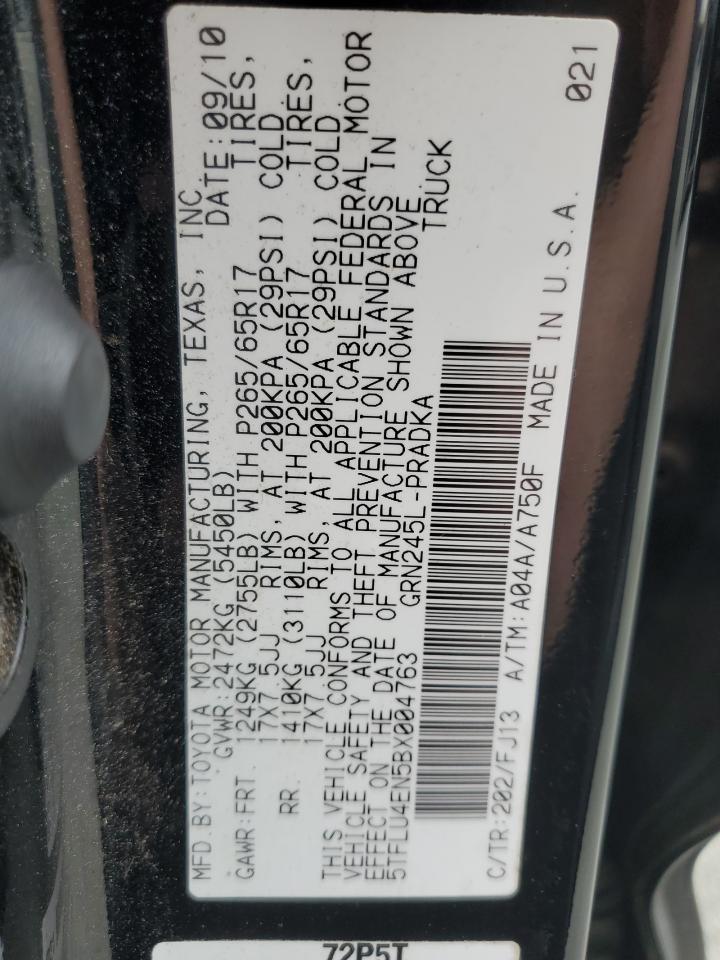 MFD.BY:TOYOTA MOTOR MANUFACTURING, TEXAS, INC.
GVWR:2472KG (5450LB) DATE:09/10
GAWR:FRT. 1249KG (2755LB) WITH P265/65R17 TIRES,
17X7.5JJ RIMS, AT 200KPA (29PSI) COLD
RR. 1410KG (3110LB) WITH P265/65R17 TIRES,
17X7.5JJ RIMS, AT 200KPA (29PSI) COLD
THIS VEHICLE CONFORMS TO ALL APPLICABLE FEDERAL MOTOR
VEHICLE SAFETY AND THEFT PREVENTION STANDARDS IN
EFFECT ON THE DATE OF MANUFACTURE SHOWN ABOVE.
5TFLU4EN5BX004763 GRN245L-PRADKA TRUCK
C/TR:202/FJ13 A/TM:A04A/A750F MADE IN U.S.A. 021
72P5T